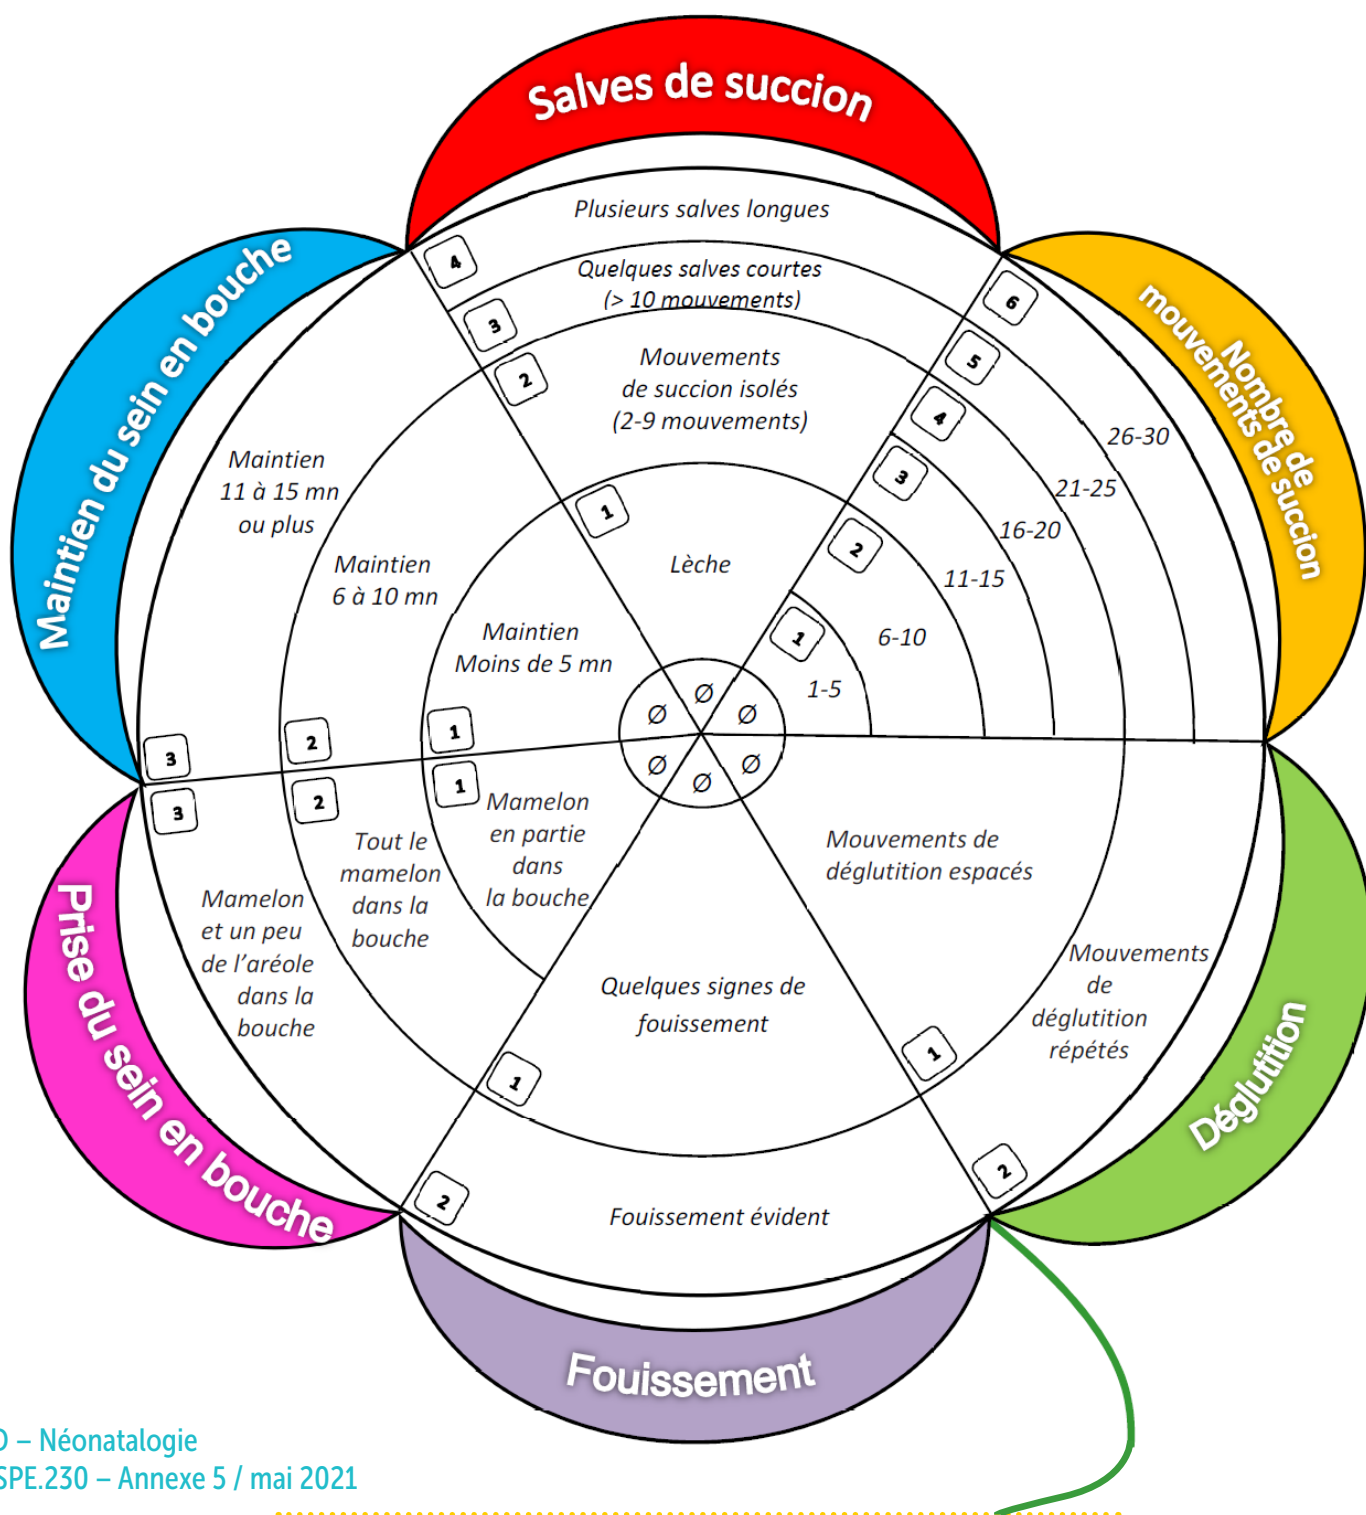 Salves de succion
Plusieurs salves longues
4
Quelques salves courtes
(> 10 mouvements)
3
Mouvements
de succion isolés
(2-9 mouvements)
2
Lèche
1
Ø
Nombre de
mouvements de succion
6
26-30
5
21-25
4
16-20
3
11-15
2
6-10
1
1-5
Ø
Déglutition
Mouvements de
déglutition espacés
1
Mouvements
de
déglutition
répétés
2
Ø
Fouissement
Quelques signes de
fouissement
1
Fouissement évident
2
Ø
Prise du sein en bouche
Mamelon
en partie
dans
la bouche
1
Tout le
mamelon
dans la
bouche
2
Mamelon
et un peu
de l’aréole
dans la
bouche
3
Ø
Maintien du sein en bouche
Maintien
11 à 15 mn
ou plus
3
Maintien
6 à 10 mn
2
Maintien
Moins de 5 mn
1
Ø
– Néonatalogie
SPE.230 – Annexe 5 / mai 2021